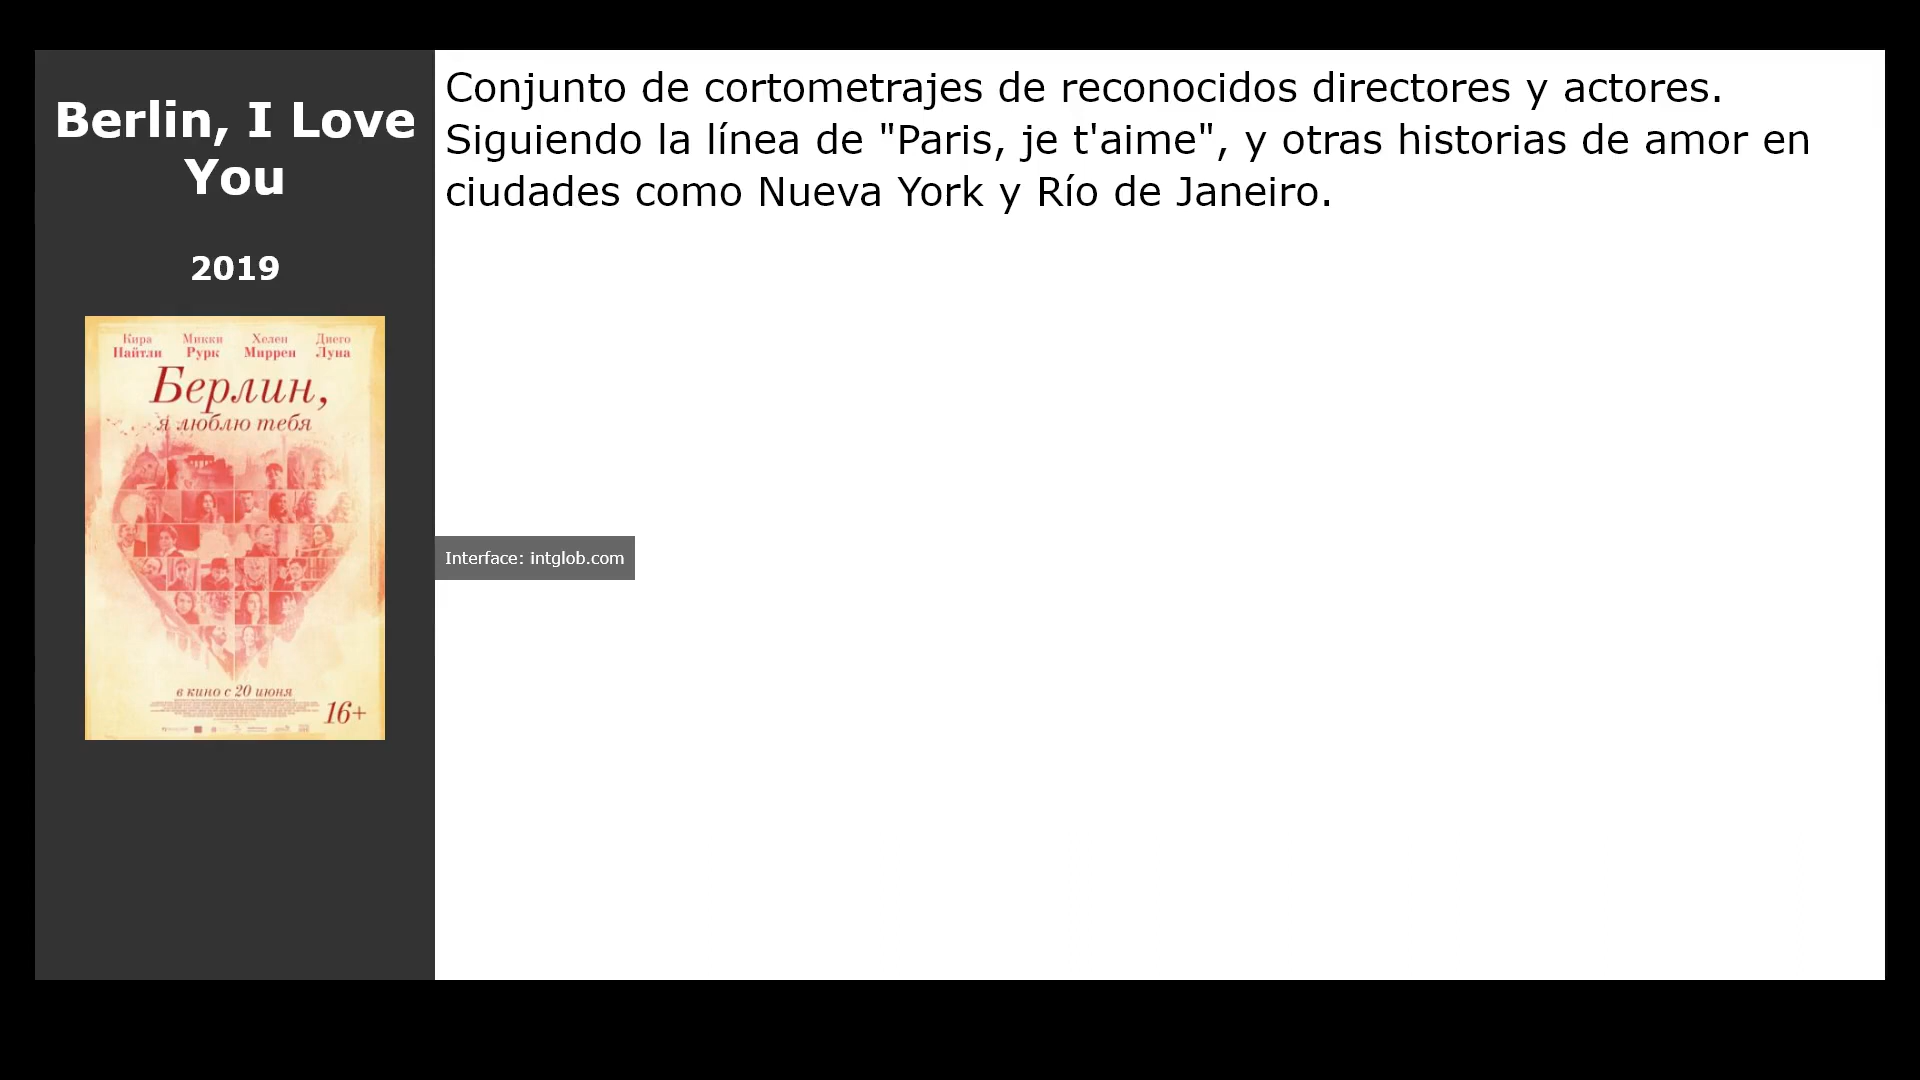 Berlin, I Love
You
2019
Кира Микки Хелен Диего
Найтли Рурк Миррен Луна
Берлин,
я люблю тебя
в кино с 20 июня
16+
Conjunto de cortometrajes de reconocidos directores y actores.
Siguiendo la línea de "Paris, je t'aime", y otras historias de amor en
ciudades como Nueva York y Río de Janeiro.
Interface: intglob.com